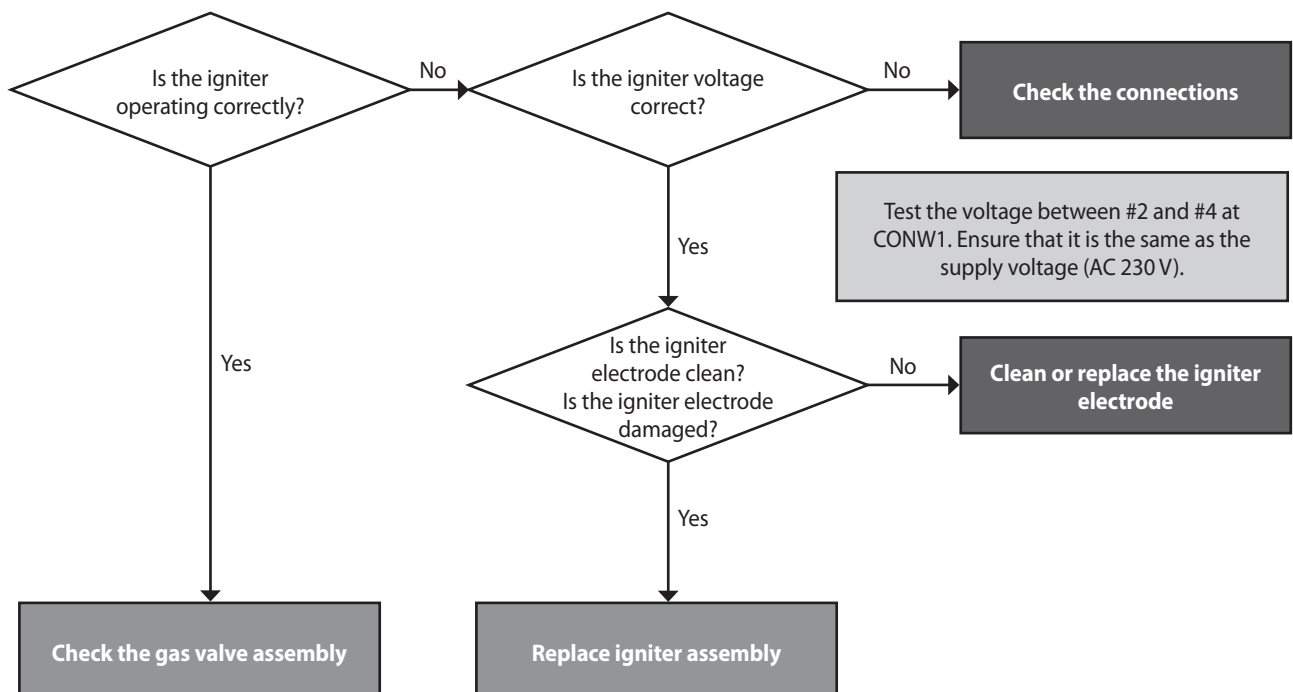 Is the igniter
operating correctly?
No
Is the igniter voltage
correct?
No
Check the connections
Test the voltage between #2 and #4 at
CONW1. Ensure that it is the same as the
supply voltage (AC 230 V).
Yes
Yes
Is the igniter
electrode clean?
Is the igniter electrode
damaged?
No
Clean or replace the igniter
electrode
Yes
Check the gas valve assembly
Replace igniter assembly